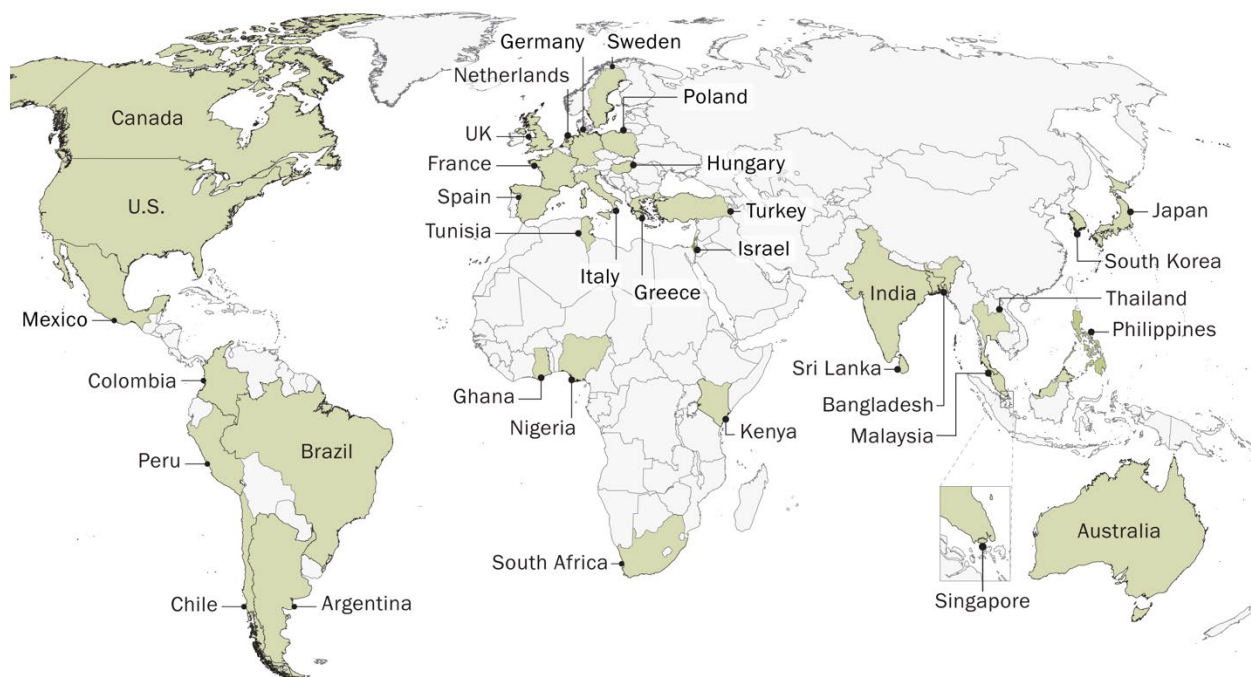 Germany
Sweden
Netherlands
Poland
Canada
UK
Hungary
France
U.S.
Spain
Turkey
Japan
Tunisia
Israel
South Korea
Italy
Greece
India
Thailand
Mexico
Philippines
Sri Lanka
Colombia
Ghana
Bangladesh
Nigeria
Kenya
Malaysia
Brazil
Peru
Australia
South Africa
Singapore
Chile
Argentina